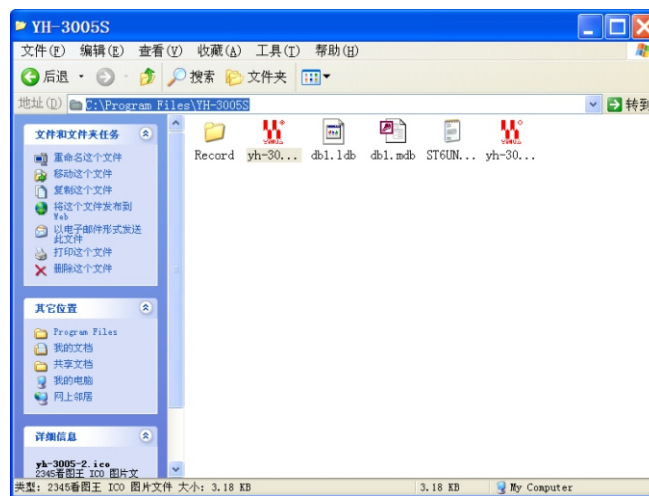 YH-3005S
文件(F) 编辑(E) 查看(V) 收藏(A) 工具(T) 帮助(H)
后退 搜索 文件夹
地址(D) C:\Program Files\YH-3005S 转到
文件和文件夹任务
重命名这个文件
移动这个文件
复制这个文件
将这个文件发布到
Web
以电子邮件形式发送
此文件
打印这个文件
删除这个文件
Record yh-30... db1.ldb db1.mdb ST6UN... yh-30...
其它位置
Program Files
我的文档
共享文档
我的电脑
网上邻居
详细信息
yh-3005-2.ico
2345看图王 ICO 图片文
类型: 2345看图王 ICO 图片文件 大小: 3.18 KB 3.18 KB My Computer